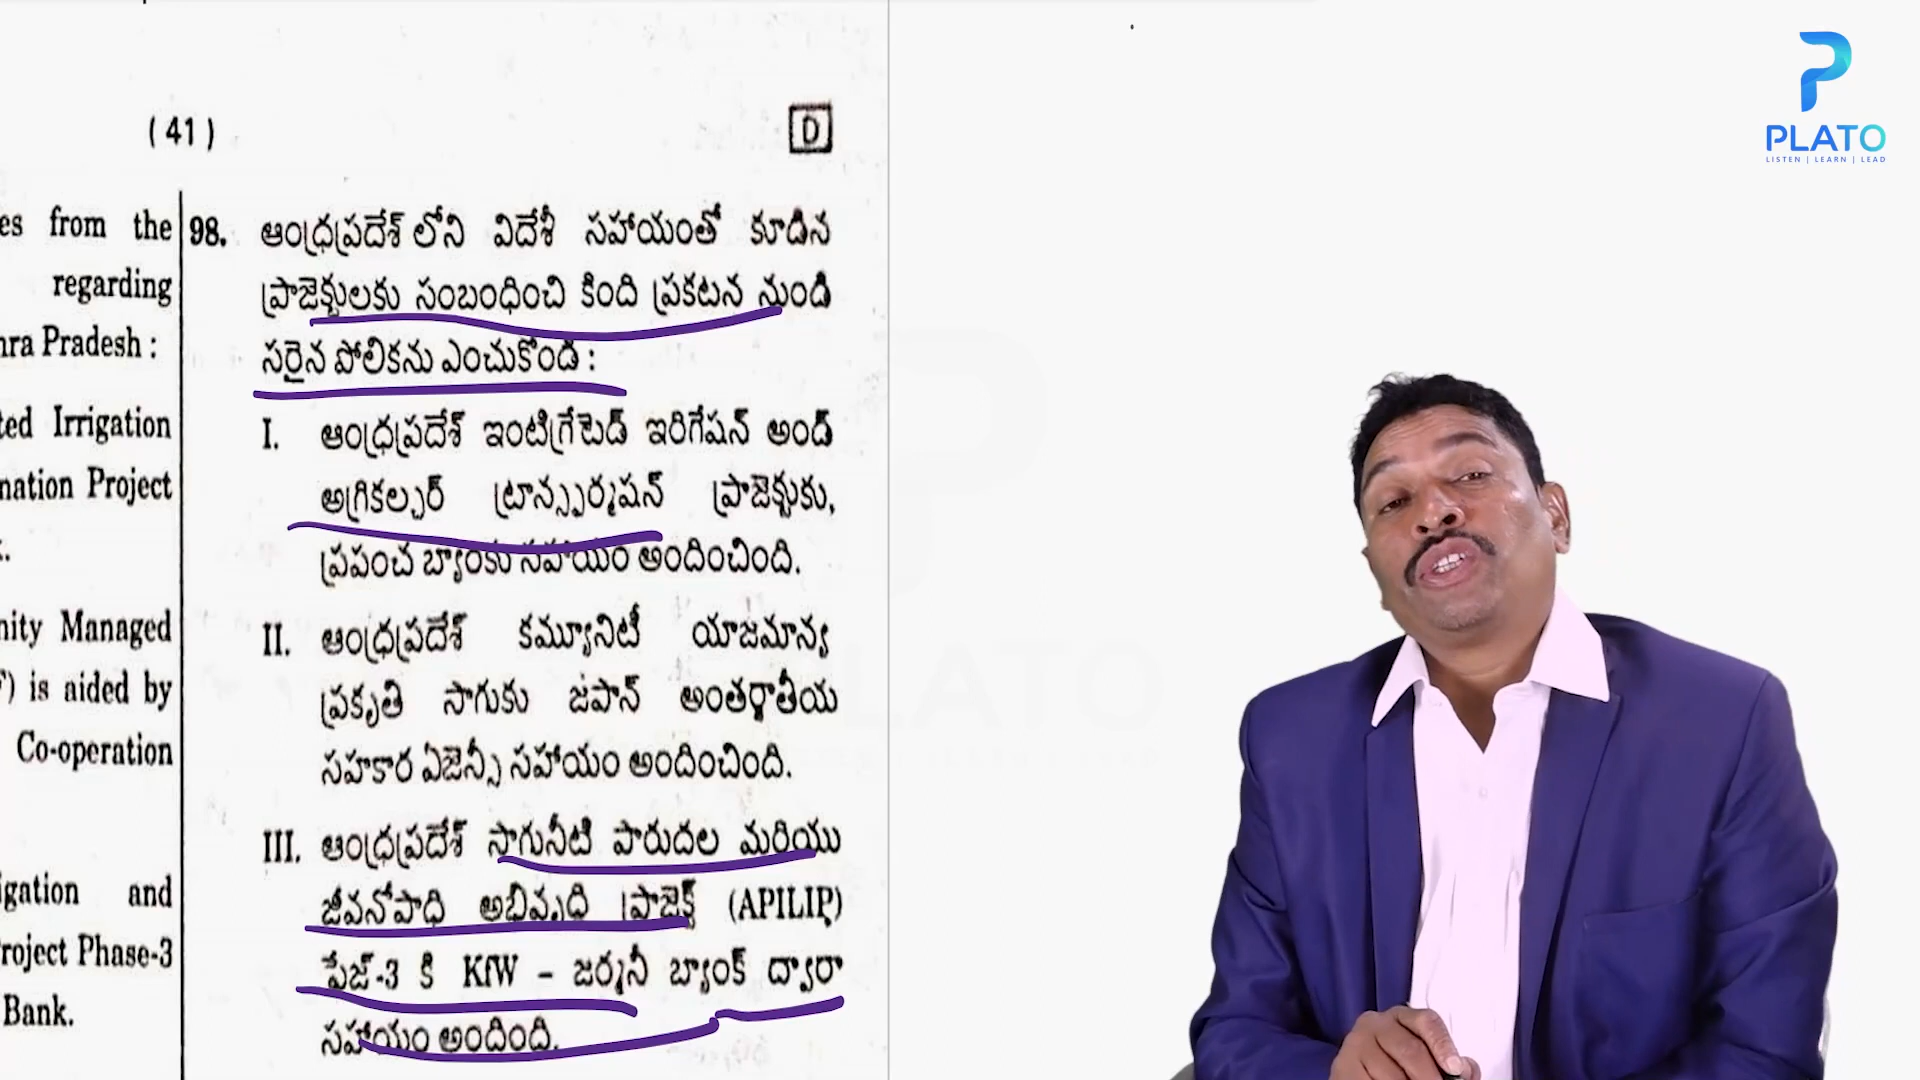 ( 41 )
D
PLATO
LISTEN | LEARN | LEAD
es from the
regarding
ra Pradesh :
ted Irrigation
nation Project
nity Managed
) is aided by
Co-operation
igation and
roject Phase-3
Bank.
98. ఆంధ్రప్రదేశ్ లోని విదేశీ సహాయంతో కూడిన
ప్రాజెక్టులకు సంబంధించి కింది ప్రకటన నుండి
సరైన పోలికను ఎంచుకోండి :
I. ఆంధ్రప్రదేశ్ ఇంటిగ్రేటెడ్ ఇరిగేషన్ అండ్
అగ్రికల్చర్ ట్రాన్స్ఫర్మేషన్ ప్రాజెక్టుకు,
ప్రపంచ బ్యాంకు సహాయం అందించింది.
II. ఆంధ్రప్రదేశ్ కమ్యూనిటీ యాజమాన్య
ప్రకృతి సాగుకు జపాన్ అంతర్జాతీయ
సహకార ఏజెన్సీ సహాయం అందించింది.
III. ఆంధ్రప్రదేశ్ సాగునీటి పారుదల మరియు
జీవనోపాధి అభివృద్ధి ప్రాజెక్ట్ (APILIP)
ఫేజ్-3 కి KfW – జర్మనీ బ్యాంక్ ద్వారా
సహాయం అందింది.